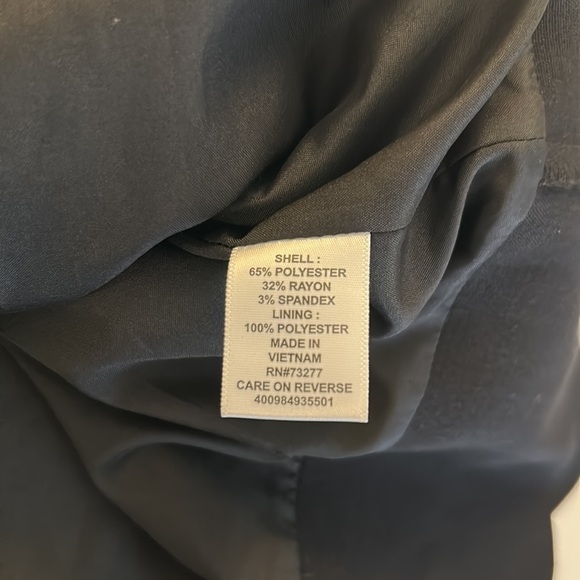 SHELL :
65% POLYESTER
32% RAYON
3% SPANDEX
LINING :
100% POLYESTER
MADE IN
VIETNAM
RN#73277
CARE ON REVERSE
400984935501